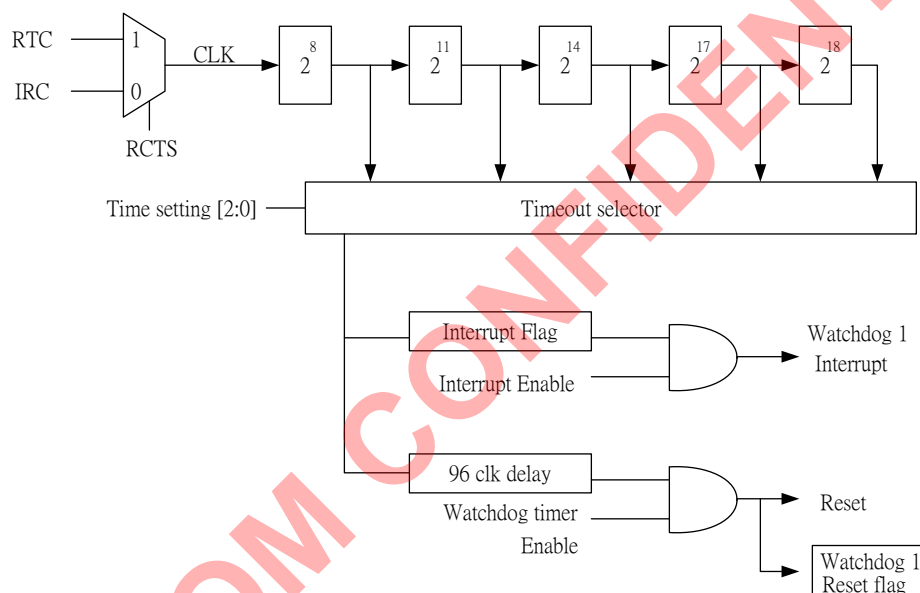 RTC
1
IRC
0
RCTS
CLK
2^8
2^11
2^14
2^17
2^18
Time setting [2:0]
Timeout selector
Interrupt Flag
Interrupt Enable
Watchdog 1
Interrupt
96 clk delay
Watchdog timer
Enable
Reset
Watchdog 1
Reset flag
OM CONFIDEN